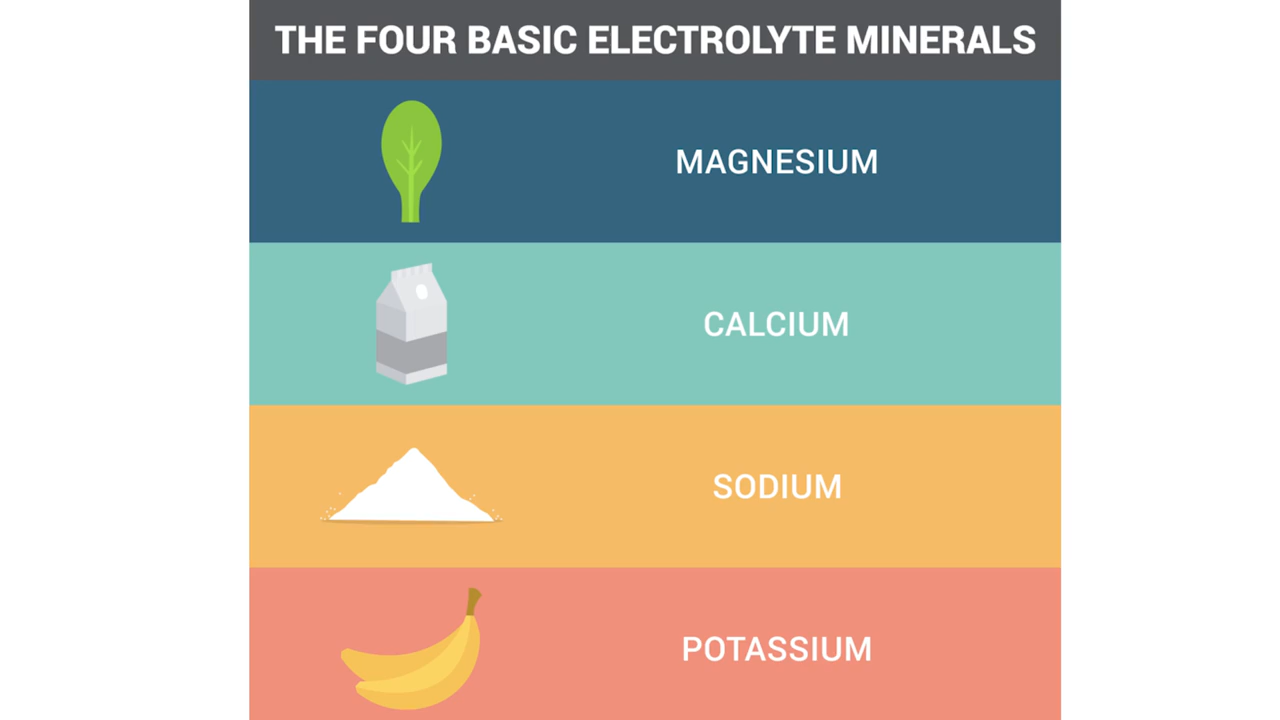 THE FOUR BASIC ELECTROLYTE MINERALS
MAGNESIUM
CALCIUM
SODIUM
POTASSIUM